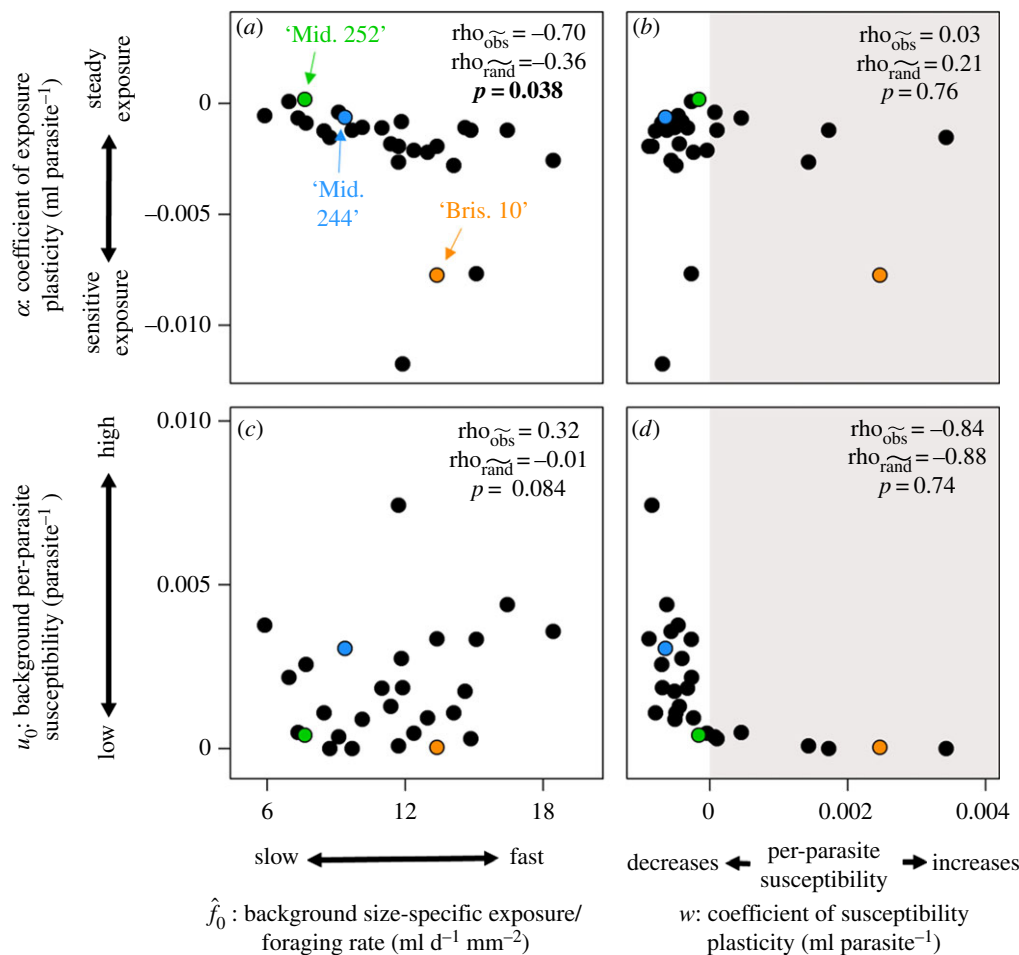 (a)
‘Mid. 252’
rho~obs = –0.70
rho~rand = –0.36
p = 0.038
‘Mid. 244’
‘Bris. 10’
(b)
rho~obs = 0.03
rho~rand = 0.21
p = 0.76
α: coefficient of exposure
plasticity (ml parasite–1)
steady
exposure
sensitive
exposure
0
–0.005
–0.010
(c)
rho~obs = 0.32
rho~rand = –0.01
p = 0.084
(d)
rho~obs = –0.84
rho~rand = –0.88
p = 0.74
u0: background per-parasite
susceptibility (parasite–1)
high
low
0.010
0.005
0
6 12 18
0 0.002 0.004
slow fast
decreases per-parasite susceptibility increases
f̂0 : background size-specific exposure/
foraging rate (ml d–1 mm–2)
w: coefficient of susceptibility
plasticity (ml parasite–1)